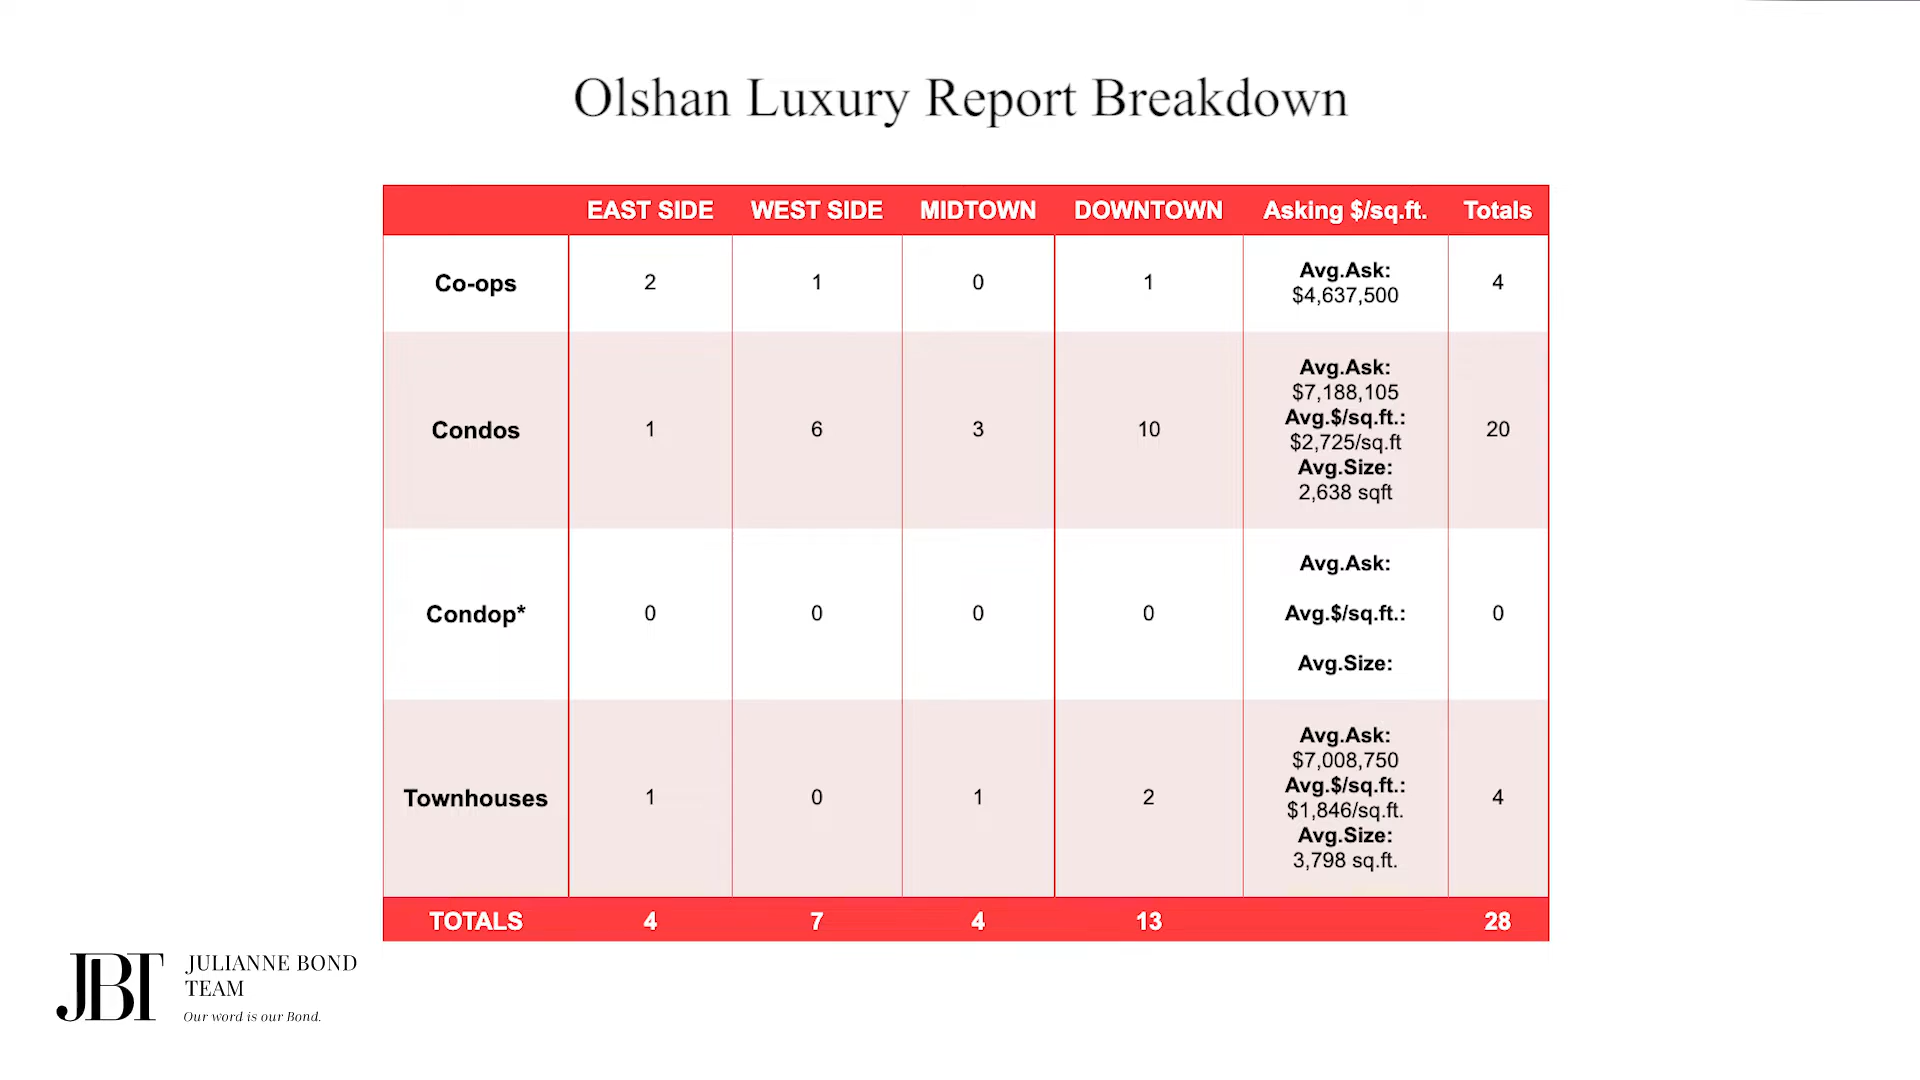 Olshan Luxury Report Breakdown
EAST SIDE WEST SIDE MIDTOWN DOWNTOWN Asking $/sq.ft. Totals
Co-ops 2 1 0 1 Avg.Ask: 4
$4,637,500
Avg.Ask:
$7,188,105
Avg.$/sq.ft.:
Condos 1 6 3 10 $2,725/sq.ft 20
Avg.Size:
2,638 sqft
Avg.Ask:
Condop* 0 0 0 0 Avg.$/sq.ft.: 0
Avg.Size:
Avg.Ask:
$7,008,750
Avg.$/sq.ft.:
Townhouses 1 0 1 2 $1,846/sq.ft. 4
Avg.Size:
3,798 sq.ft.
TOTALS 4 7 4 13 28
JBT
JULIANNE BOND
TEAM
Our word is our Bond.